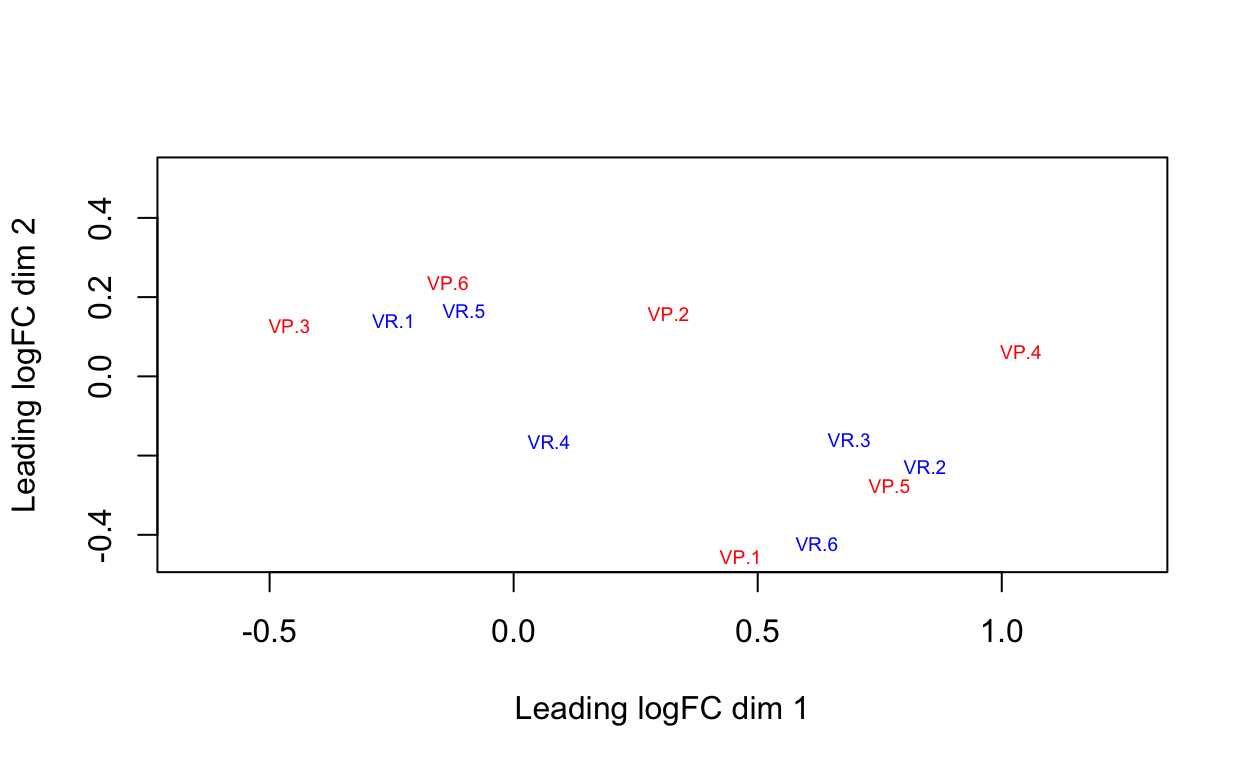 Leading logFC dim 2
0.4
0.2
0.0
-0.4
VP.6
VR.5
VP.2
VR.1
VP.3
VP.4
VR.4
VR.3
VR.2
VP.5
VR.6
VP.1
-0.5 0.0 0.5 1.0
Leading logFC dim 1